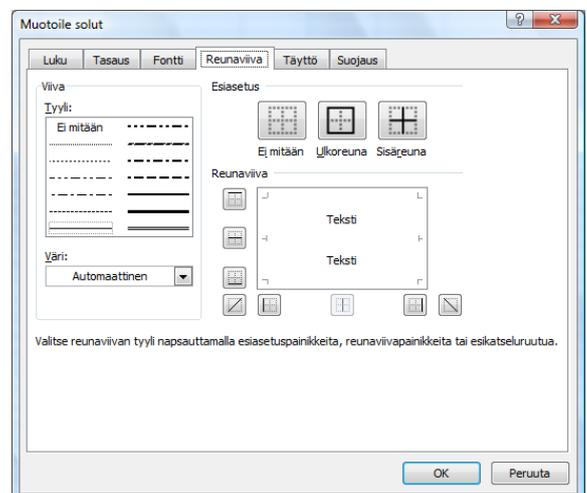 Muotoile solut
Luku Tasaus Fontti Reunaviiva Täyttö Suojaus
Viiva
Tyyli:
Ei mitään
Väri:
Automaattinen
Esiasetus
Ei mitään Ulkoreuna Sisäreuna
Reunaviiva
Teksti
Teksti
Valitse reunaviivan tyyli napsauttamalla esiasetuspainikkeita, reunaviivapainikkeita tai esikatseluruutua.
OK Peruuta